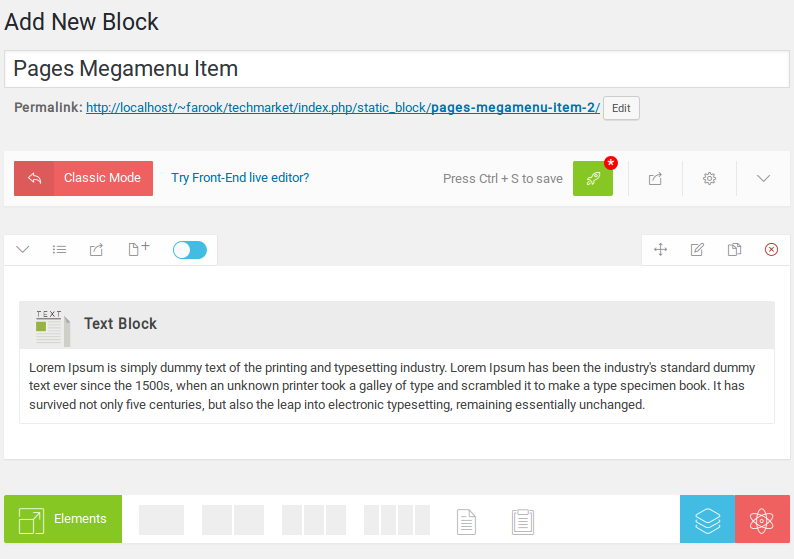 Add New Block
Pages Megamenu Item
Permalink: http://localhost/~farook/techmarket/index.php/static_block/pages-megamenu-item-2/ Edit
Classic Mode Try Front-End live editor? Press Ctrl + S to save *
TEXT
Text Block
Lorem Ipsum is simply dummy text of the printing and typesetting industry. Lorem Ipsum has been the industry's standard dummy
text ever since the 1500s, when an unknown printer took a galley of type and scrambled it to make a type specimen book. It has
survived not only five centuries, but also the leap into electronic typesetting, remaining essentially unchanged.
Elements